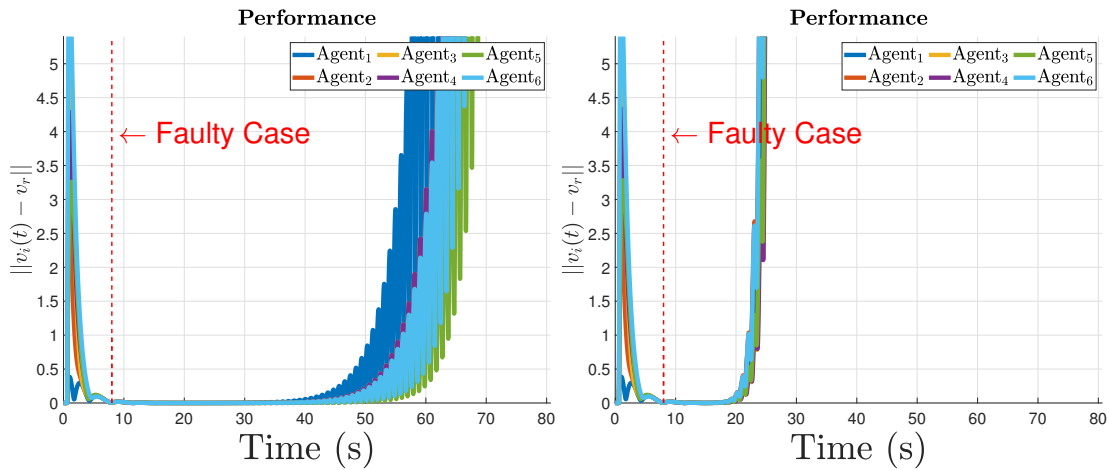 Performance
Agent₁ Agent₃ Agent₅
Agent₂ Agent₄ Agent₆
← Faulty Case
||vᵢ(t) − vᵣ||
5
4.5
4
3.5
3
2.5
2
1.5
1
0.5
0
0 10 20 30 40 50 60 70 80
Time (s)
Performance
Agent₁ Agent₃ Agent₅
Agent₂ Agent₄ Agent₆
← Faulty Case
||vᵢ(t) − vᵣ||
5
4.5
4
3.5
3
2.5
2
1.5
1
0.5
0
0 10 20 30 40 50 60 70 80
Time (s)